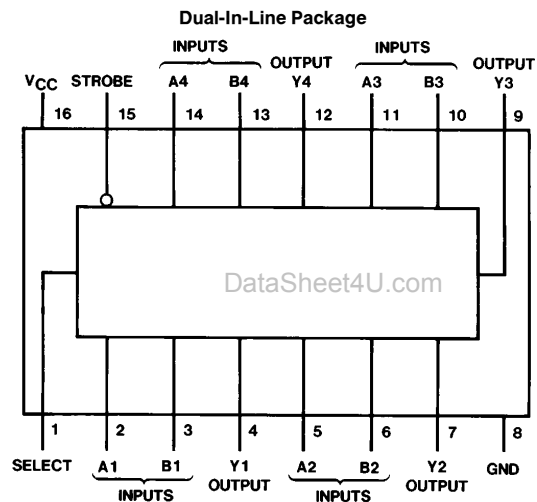 Dual-In-Line Package
INPUTS
INPUTS
OUTPUT
OUTPUT
VCC STROBE A4 B4 Y4 A3 B3 Y3
16 15 14 13 12 11 10 9
DataSheet4U.com
1 2 3 4 5 6 7 8
SELECT A1 B1 Y1 A2 B2 Y2 GND
INPUTS OUTPUT INPUTS OUTPUT